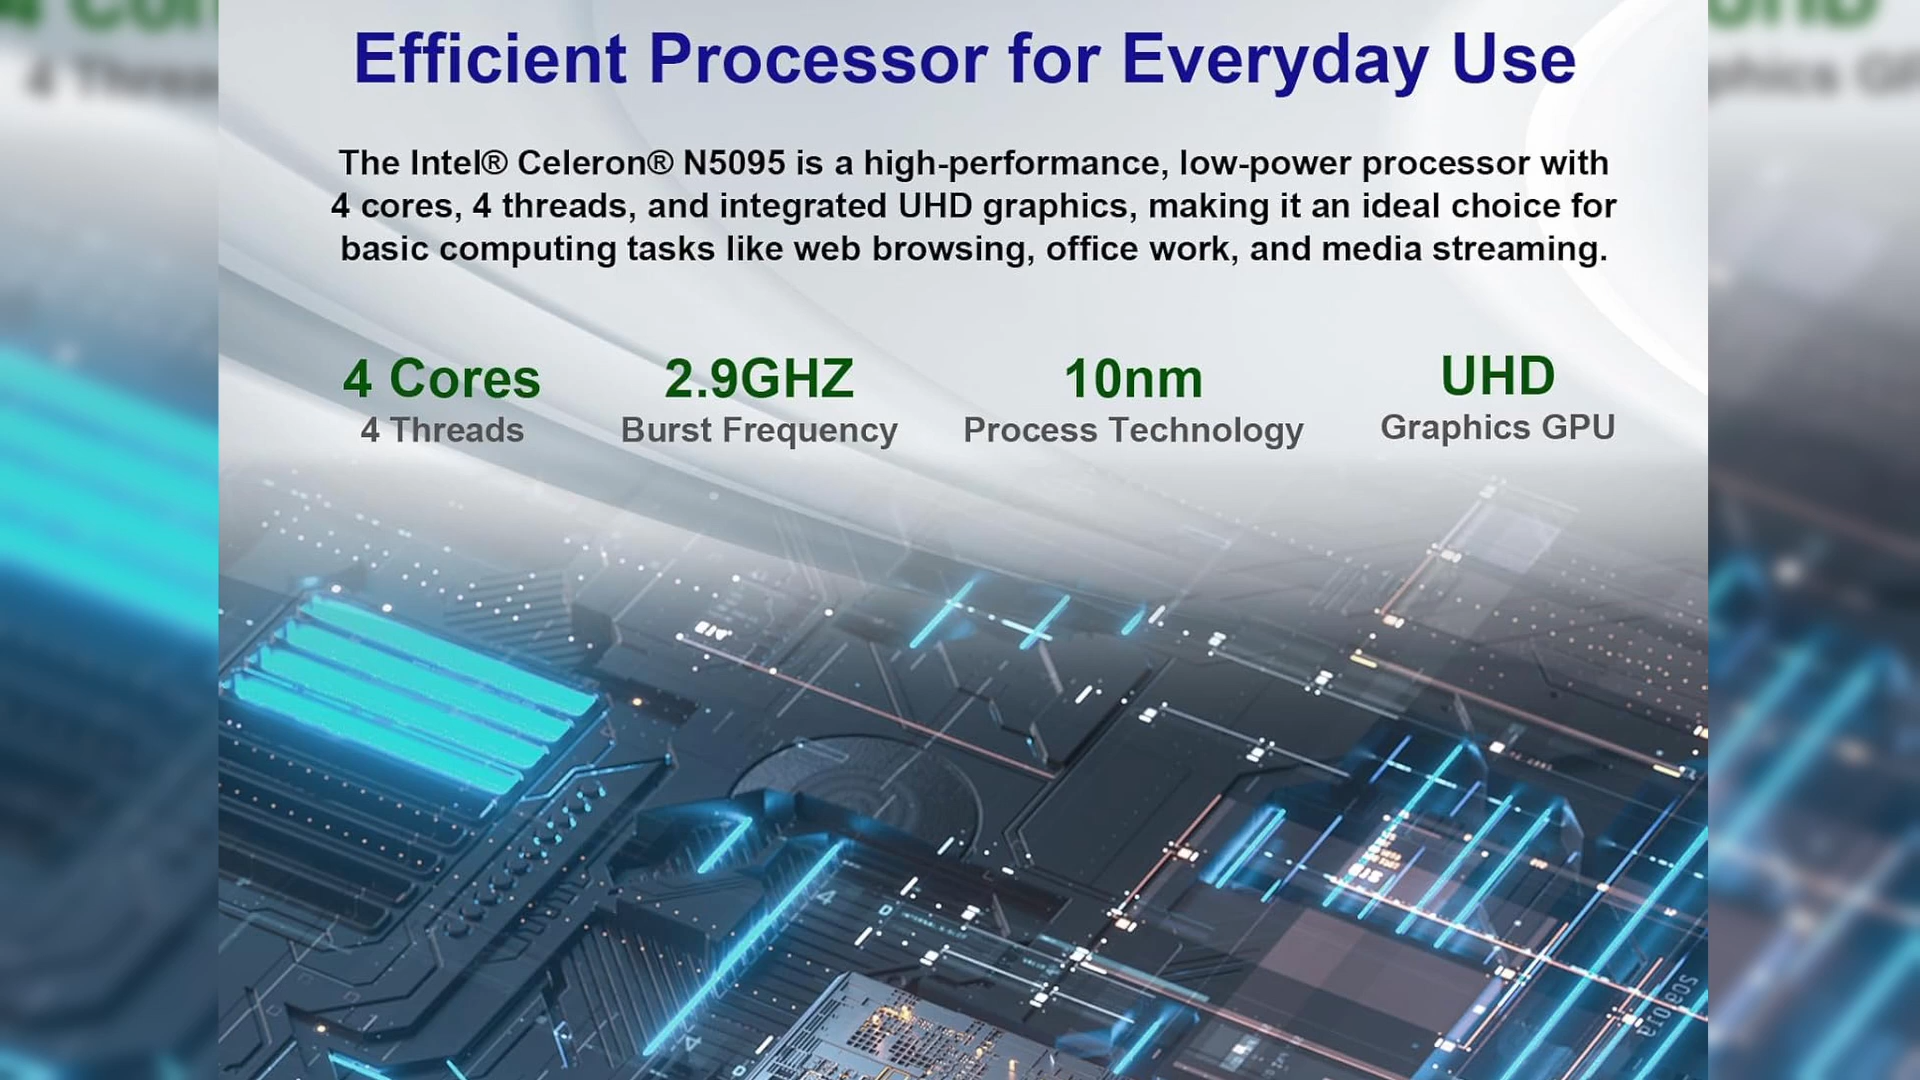 Efficient Processor for Everyday Use
The Intel® Celeron® N5095 is a high-performance, low-power processor with
4 cores, 4 threads, and integrated UHD graphics, making it an ideal choice for
basic computing tasks like web browsing, office work, and media streaming.
4 Cores
4 Threads
2.9GHZ
Burst Frequency
10nm
Process Technology
UHD
Graphics GPU